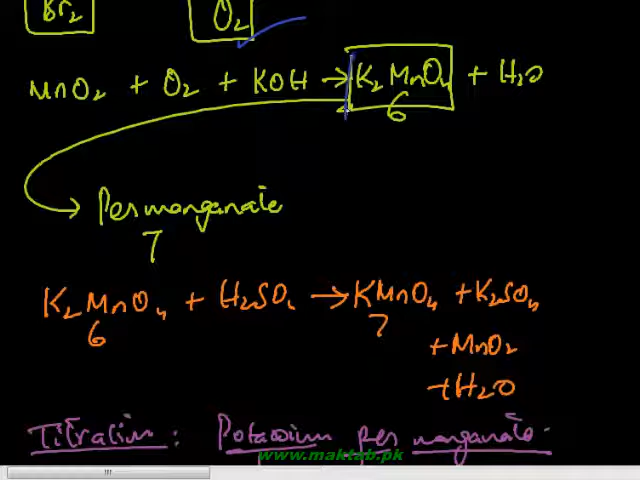 Br2 O2
MnO2 + O2 + KOH → K2MnO4 + H2O
6
Permanganate
7
K2MnO4 + H2SO4 → KMnO4 + K2SO4
6 7
+ MnO2
+ H2O
Titration: Potassium permanganate.
www.maktab.pk